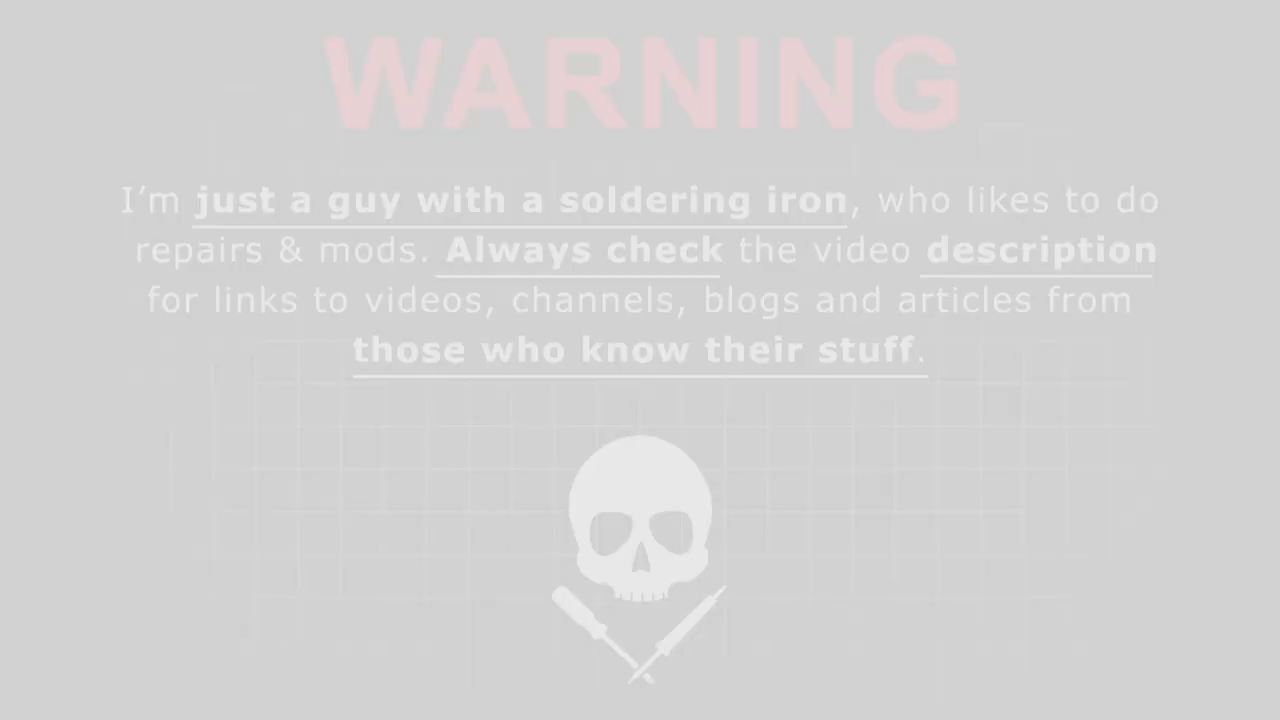 WARNING
I’m just a guy with a soldering iron, who likes to do
repairs & mods. Always check the video description
for links to videos, channels, blogs and articles from
those who know their stuff.